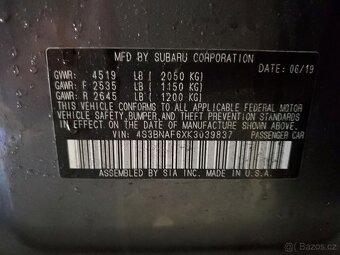 MFD BY SUBARU CORPORATION
GVWR: 4519 LB ( 2050 KG) DATE: 06/19
GAWR: F 2535 LB ( 1150 KG)
GAWR: R 2645 LB ( 1200 KG)
THIS VEHICLE CONFORMS TO ALL APPLICABLE FEDERAL MOTOR
VEHICLE SAFETY, BUMPER, AND THEFT PREVENTION STANDARDS
IN EFFECT ON THE DATE OF MANUFACTURE SHOWN ABOVE.
VIN: 4S3BNAF6XK3039837 PASSENGER CAR
ASSEMBLED BY SIA INC. MADE IN U.S.A.
Sbazoš.cz